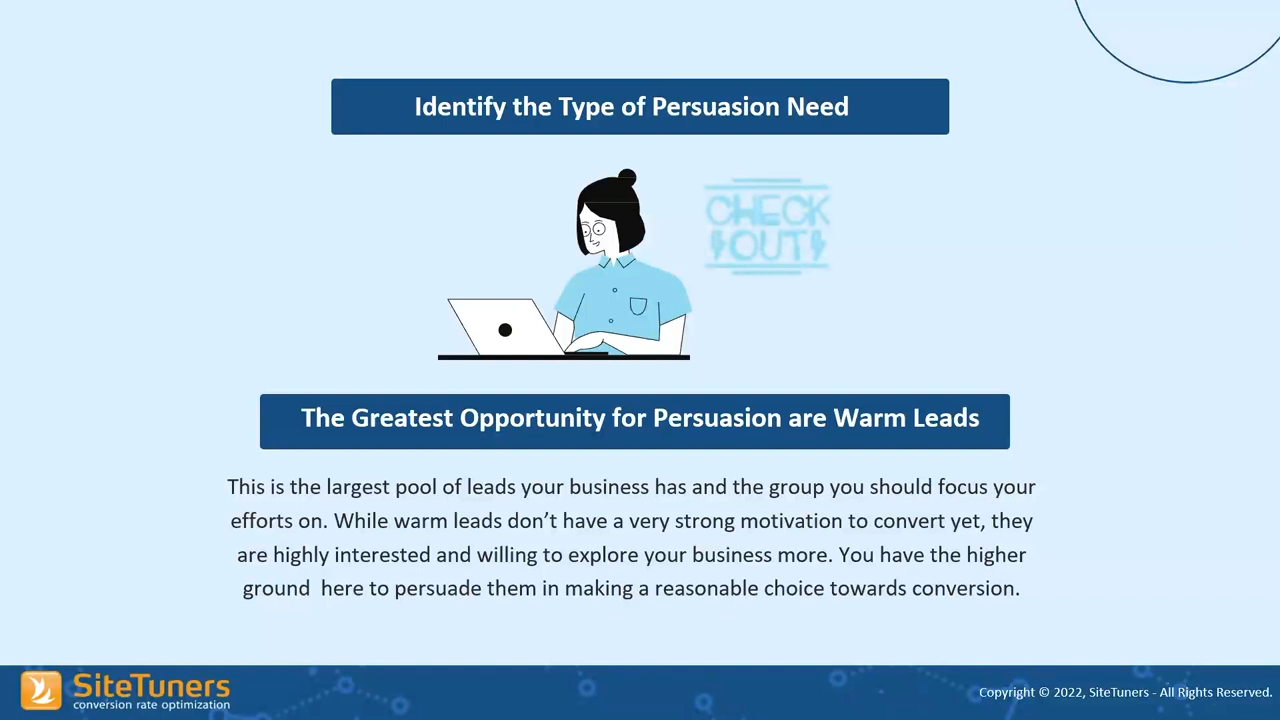 Identify the Type of Persuasion Need
CHECK
OUT
The Greatest Opportunity for Persuasion are Warm Leads
This is the largest pool of leads your business has and the group you should focus your
efforts on. While warm leads don’t have a very strong motivation to convert yet, they
are highly interested and willing to explore your business more. You have the higher
ground  here to persuade them in making a reasonable choice towards conversion.
SiteTuners
conversion rate optimization
Copyright © 2022, SiteTuners - All Rights Reserved.